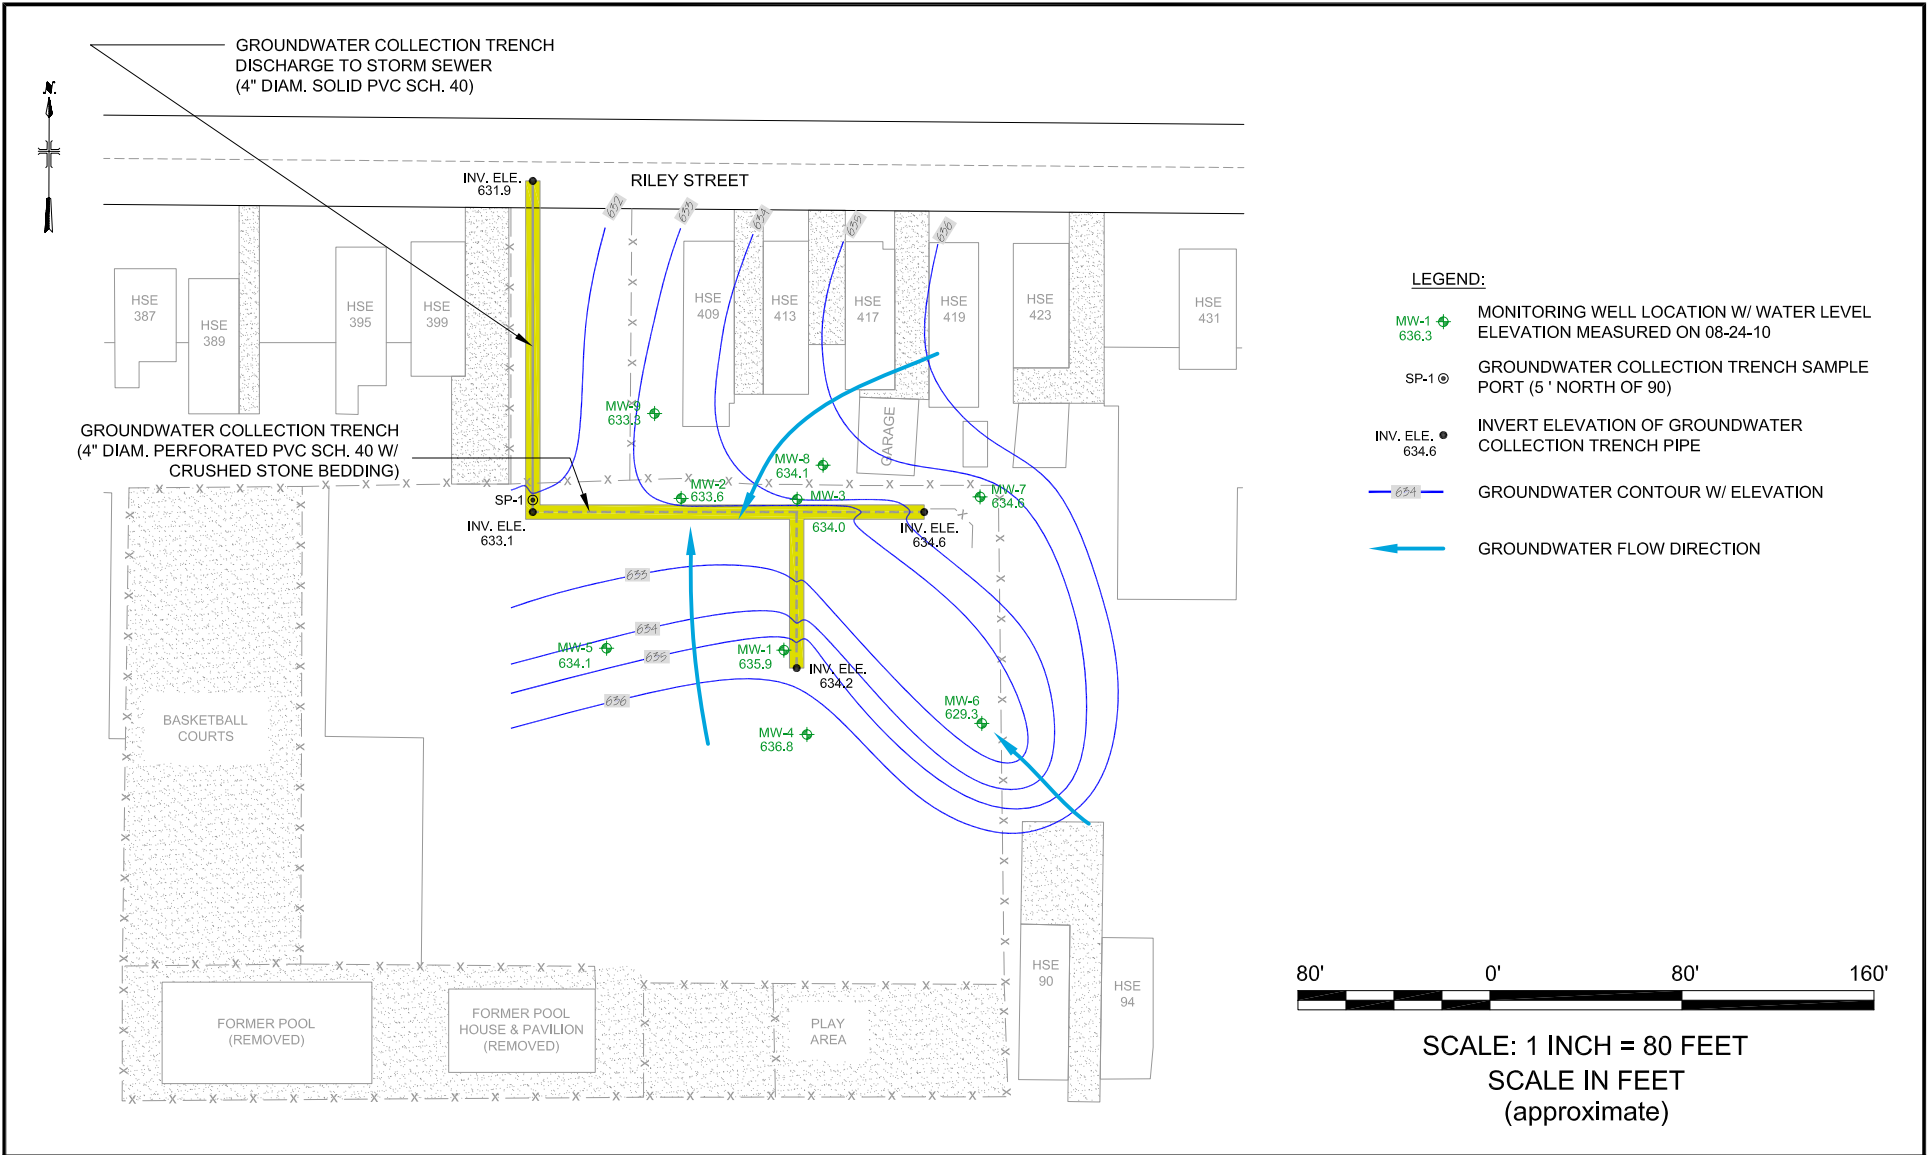 GROUNDWATER COLLECTION TRENCH
DISCHARGE TO STORM SEWER
(4" DIAM. SOLID PVC SCH. 40)
N.
INV. ELE.
631.9
RILEY STREET
632
633
634
635
636
HSE
387
HSE
389
HSE
395
HSE
399
HSE
409
HSE
413
HSE
417
HSE
419
HSE
423
HSE
431
GARAGE
MW-9
633.3
GROUNDWATER COLLECTION TRENCH
(4" DIAM. PERFORATED PVC SCH. 40 W/
CRUSHED STONE BEDDING)
MW-8
634.1
MW-2
633.6
MW-3
634.0
MW-7
634.6
SP-1
INV. ELE.
633.1
INV. ELE.
634.6
633
634
635
636
MW-5
634.1
MW-1
635.9
INV. ELE.
634.2
MW-4
636.8
MW-6
629.3
BASKETBALL
COURTS
FORMER POOL
(REMOVED)
FORMER POOL
HOUSE & PAVILION
(REMOVED)
PLAY
AREA
HSE
90
HSE
94
LEGEND:
MW-1
636.3
MONITORING WELL LOCATION W/ WATER LEVEL
ELEVATION MEASURED ON 08-24-10
SP-1
GROUNDWATER COLLECTION TRENCH SAMPLE
PORT (5 ' NORTH OF 90)
INV. ELE.
634.6
INVERT ELEVATION OF GROUNDWATER
COLLECTION TRENCH PIPE
634
GROUNDWATER CONTOUR W/ ELEVATION
GROUNDWATER FLOW DIRECTION
80' 0' 80' 160'
SCALE: 1 INCH = 80 FEET
SCALE IN FEET
(approximate)